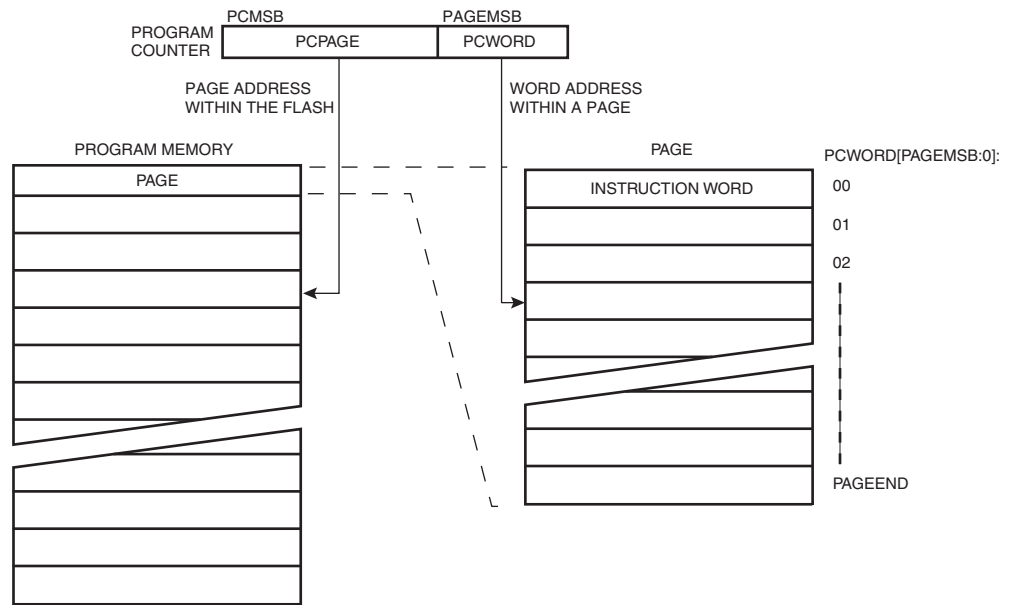 PCMSB
PAGEMSB
PROGRAM
COUNTER
PCPAGE
PCWORD
PAGE ADDRESS
WITHIN THE FLASH
WORD ADDRESS
WITHIN A PAGE
PROGRAM MEMORY
PAGE
PAGE
INSTRUCTION WORD
PCWORD[PAGEMSB:0]:
00
01
02
PAGEEND